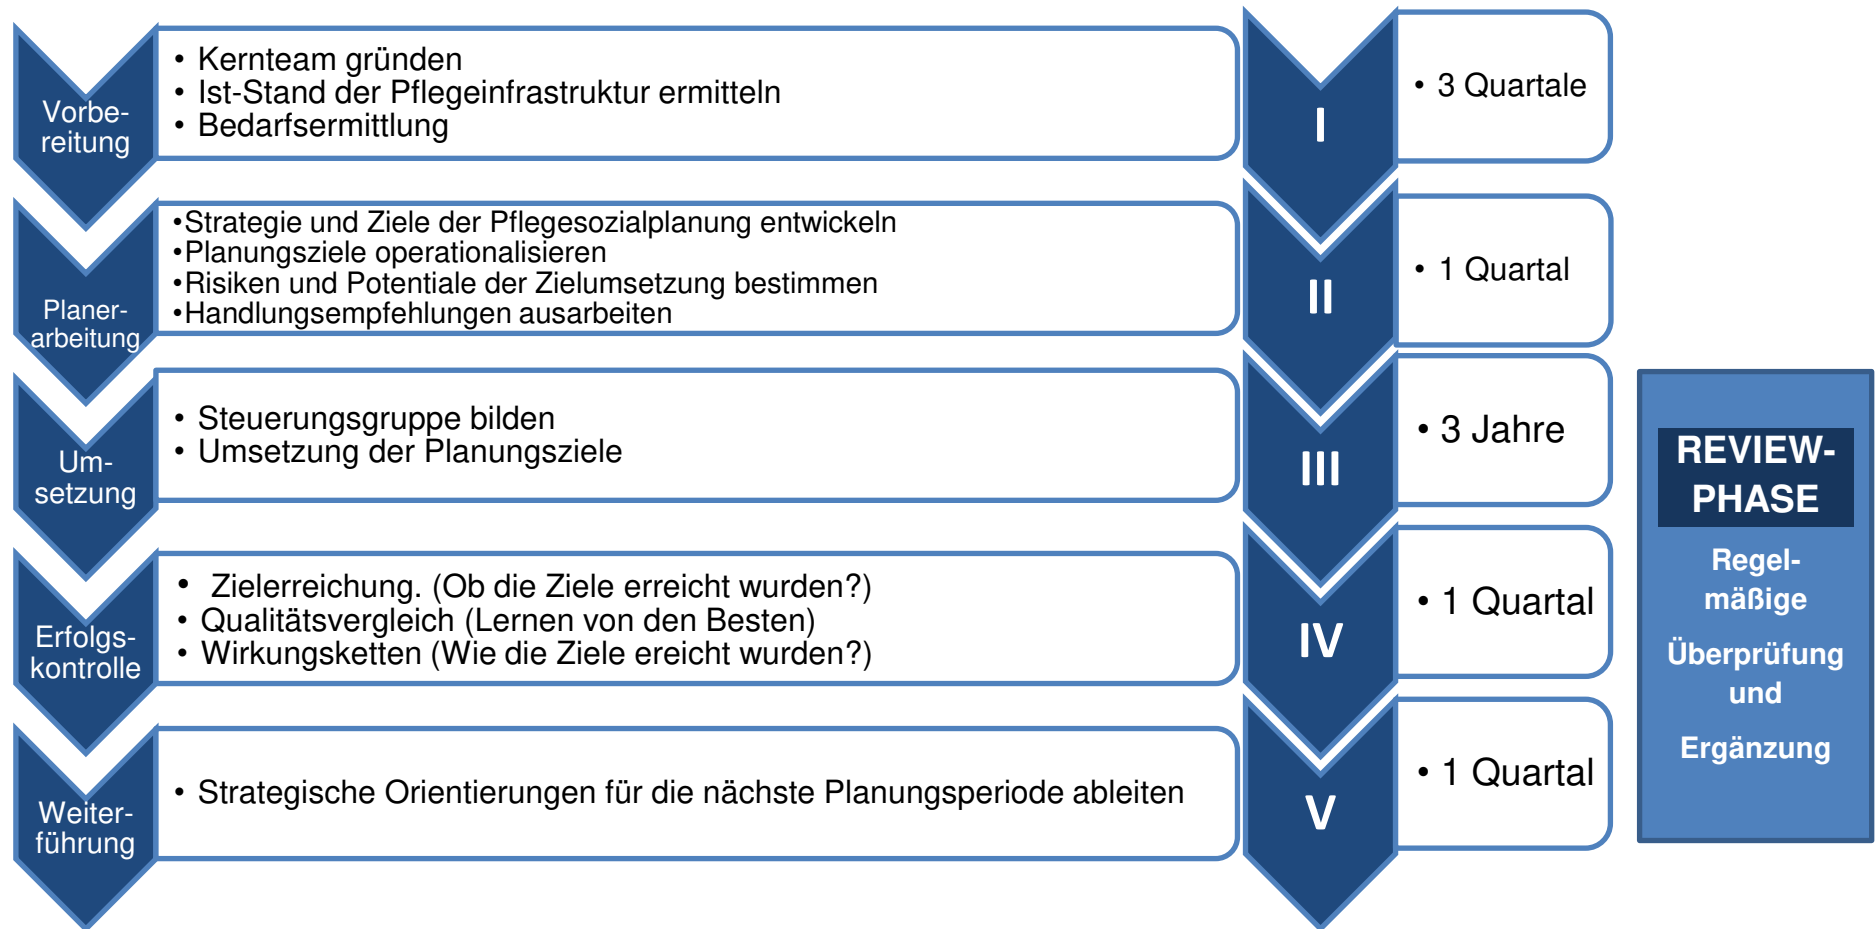 Vorbe-
reitung
• Kernteam gründen
• Ist-Stand der Pflegeinfrastruktur ermitteln
• Bedarfsermittlung
I
• 3 Quartale
Planer-
arbeitung
•Strategie und Ziele der Pflegesozialplanung entwickeln
•Planungsziele operationalisieren
•Risiken und Potentiale der Zielumsetzung bestimmen
•Handlungsempfehlungen ausarbeiten
II
• 1 Quartal
Um-
setzung
• Steuerungsgruppe bilden
• Umsetzung der Planungsziele
III
• 3 Jahre
Erfolgs-
kontrolle
• Zielerreichung. (Ob die Ziele erreicht wurden?)
• Qualitätsvergleich (Lernen von den Besten)
• Wirkungsketten (Wie die Ziele ereicht wurden?)
IV
• 1 Quartal
Weiter-
führung
• Strategische Orientierungen für die nächste Planungsperiode ableiten
V
• 1 Quartal
REVIEW-
PHASE
Regel-
mäßige
Überprüfung
und
Ergänzung